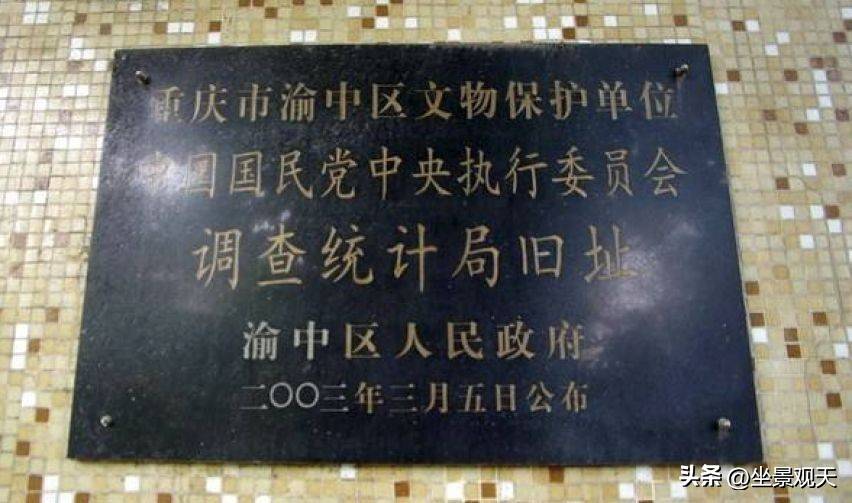 重庆市渝中区文物保护单位
中国国民党中央执行委员会
调查统计局旧址
渝中区人民政府
二〇〇三年三月五日公布
头条 @坐景观天